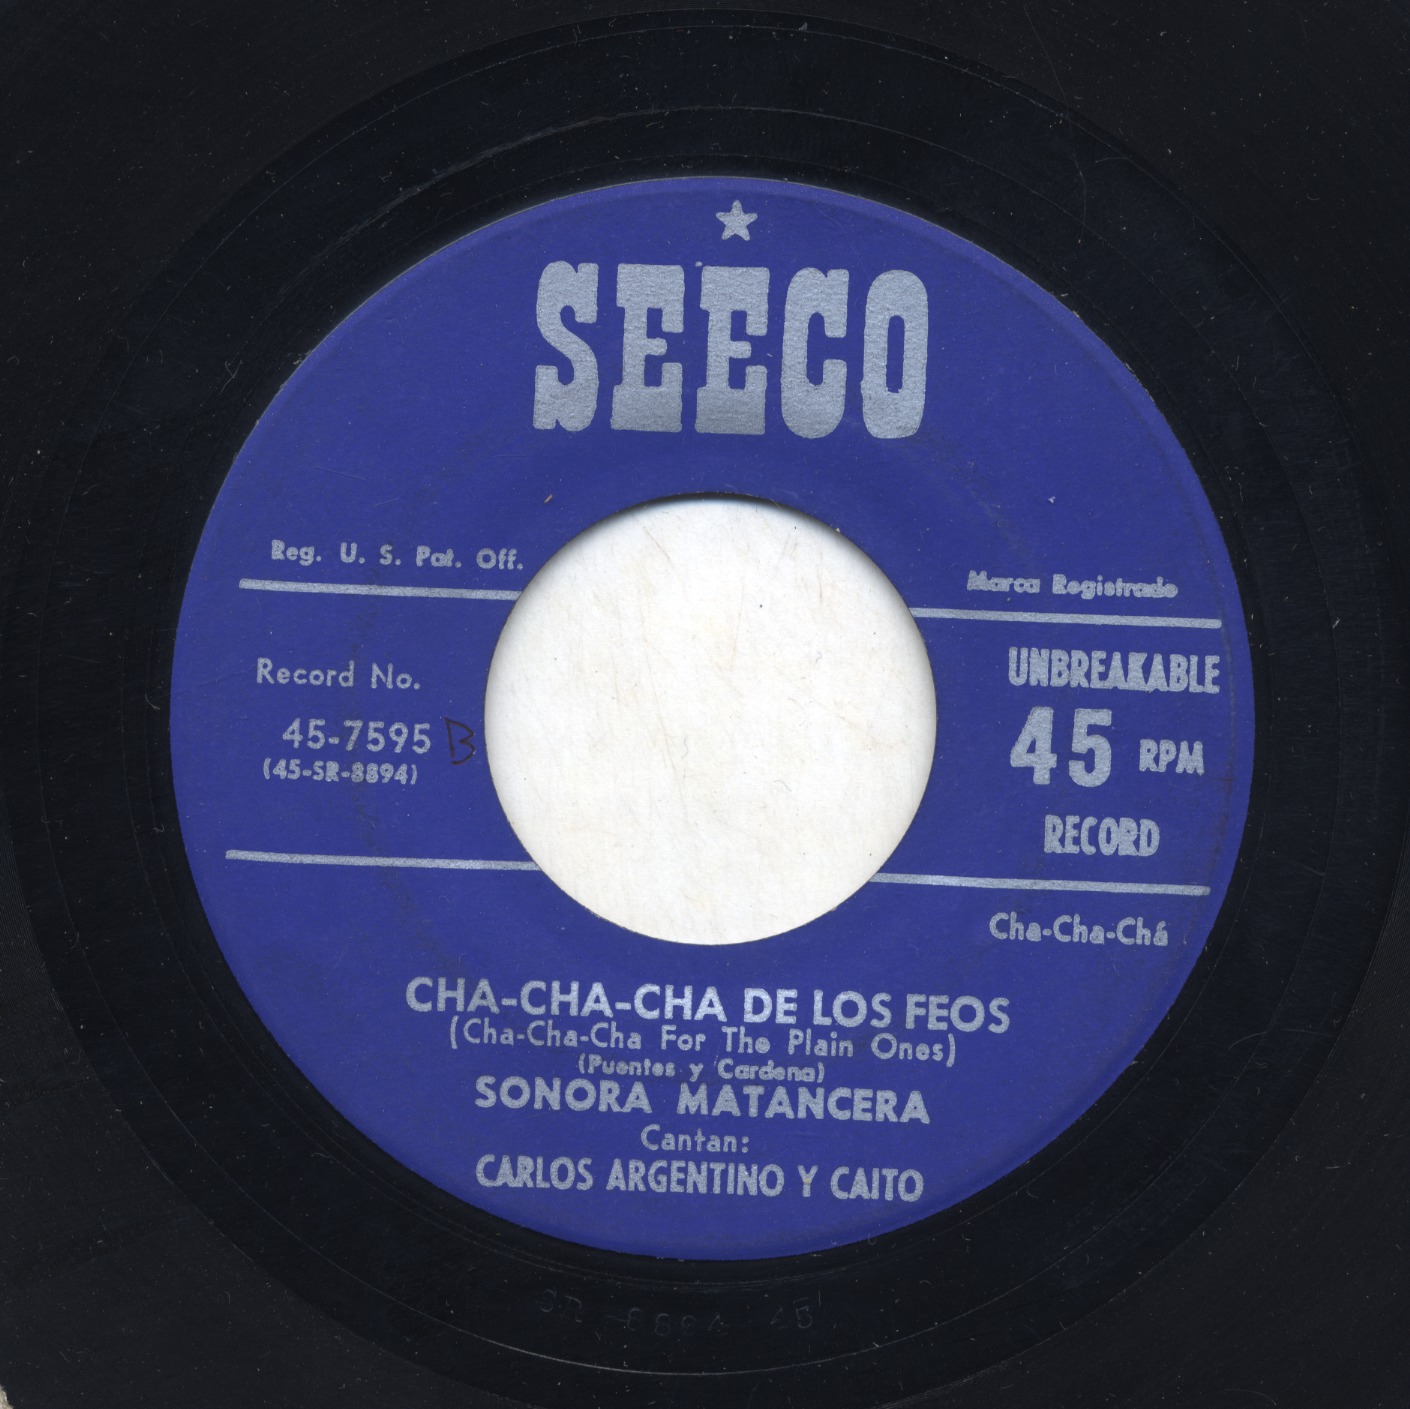 SEECO
Reg. U. S. Pat. Off.
Marca Registrada
Record No.
45-7595 B
(45-SR-8894)
UNBREAKABLE
45 RPM
RECORD
Cha-Cha-Chá
CHA-CHA-CHA DE LOS FEOS
(Cha-Cha-Cha For The Plain Ones)
(Puentes y Cardena)
SONORA MATANCERA
Cantan:
CARLOS ARGENTINO Y CAITO
SR 8894